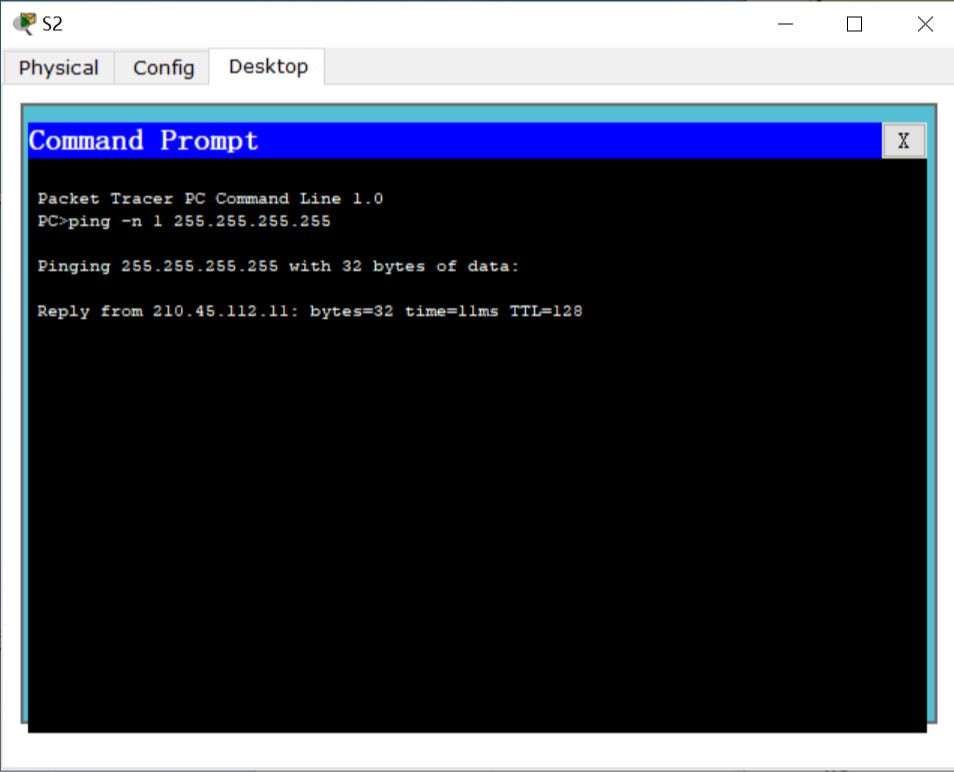 S2
Physical Config Desktop
Command Prompt
X
Packet Tracer PC Command Line 1.0
PC>ping -n 1 255.255.255.255
Pinging 255.255.255.255 with 32 bytes of data:
Reply from 210.45.112.11: bytes=32 time=11ms TTL=128